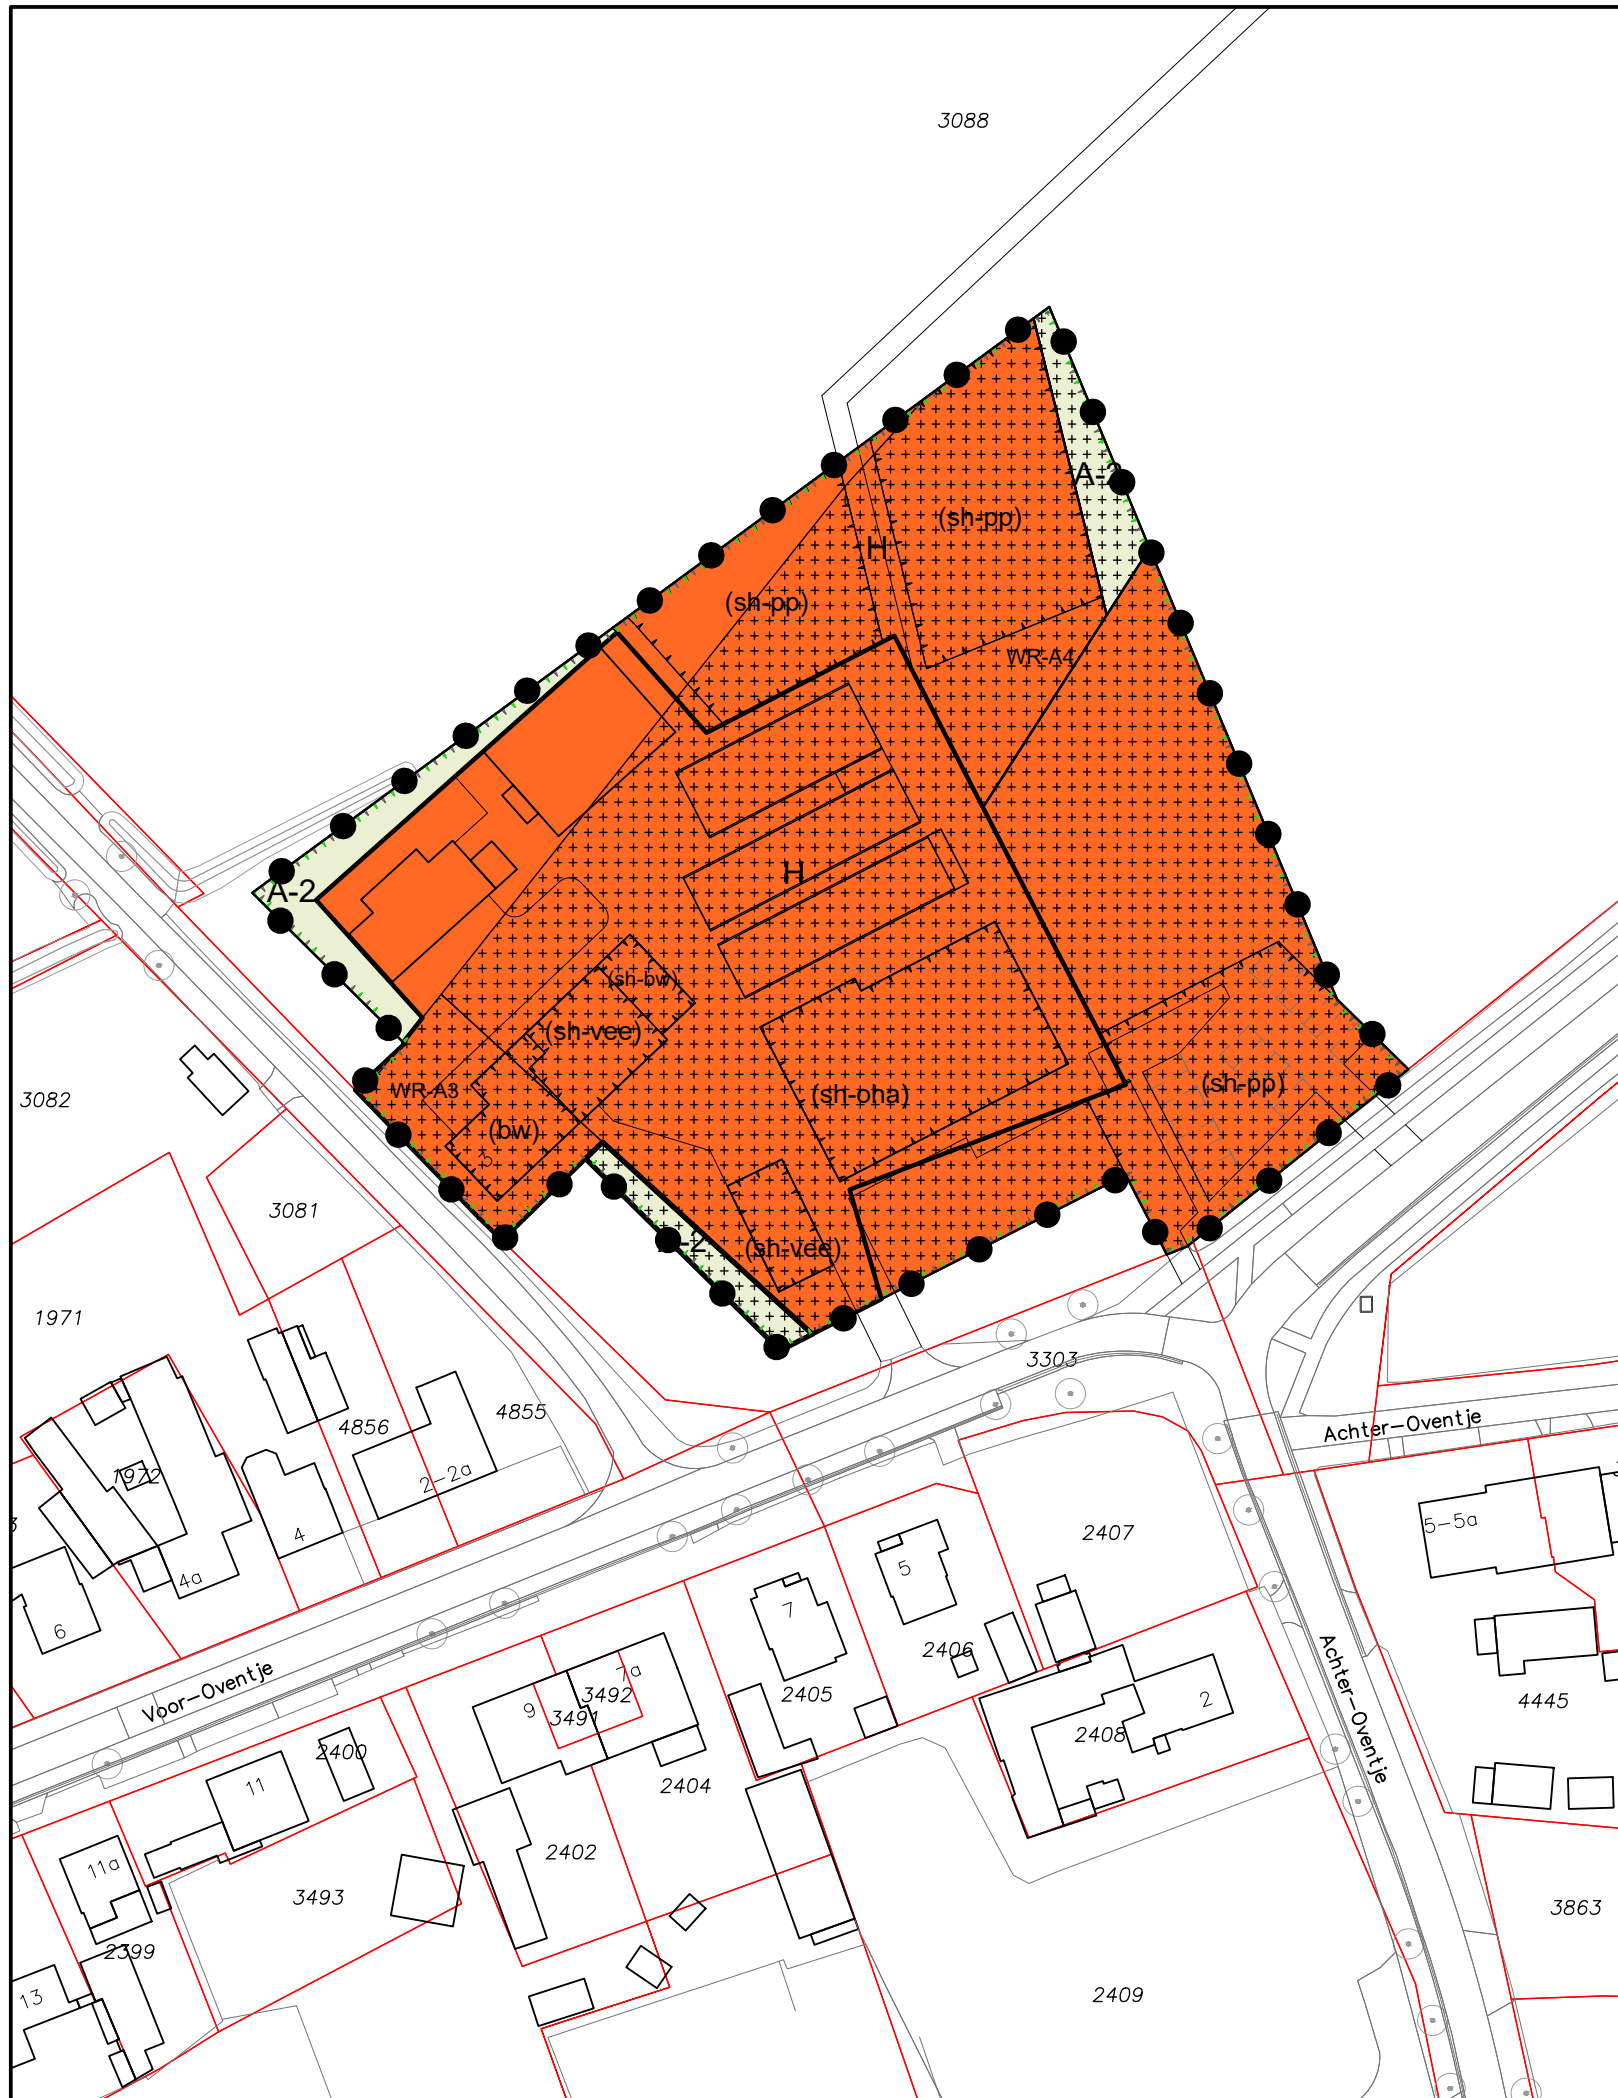 3088
A-2
(sh-pp)
H
(sh-pp)
WR-A4
H
A-2
(sh-bw)
(sh-vee)
(sh-oha)
(sh-pp)
WR-A3
(bw)
3
3082
3081
(sh-vee)
1971
3303
4856
4855
Achter-Oventje
1972
2-2a
4
4a
6
5-5a
2407
5
7
2406
Voor-Oventje
7a
3492
3491
9
2405
2
2408
Achter-Oventje
4445
2400
11
2404
2402
11a
3493
3863
2399
13
2409